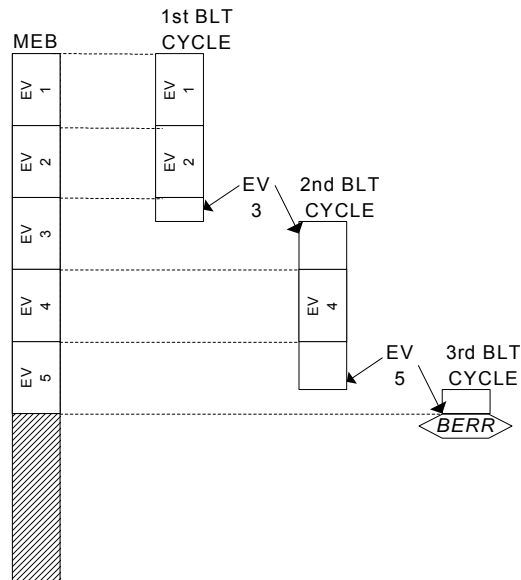 1st BLT
CYCLE
MEB
EV 1
EV 1
EV 2
EV 2
EV
3
2nd BLT
CYCLE
EV 3
EV 4
EV 4
EV
5
3rd BLT
CYCLE
EV 5
BERR